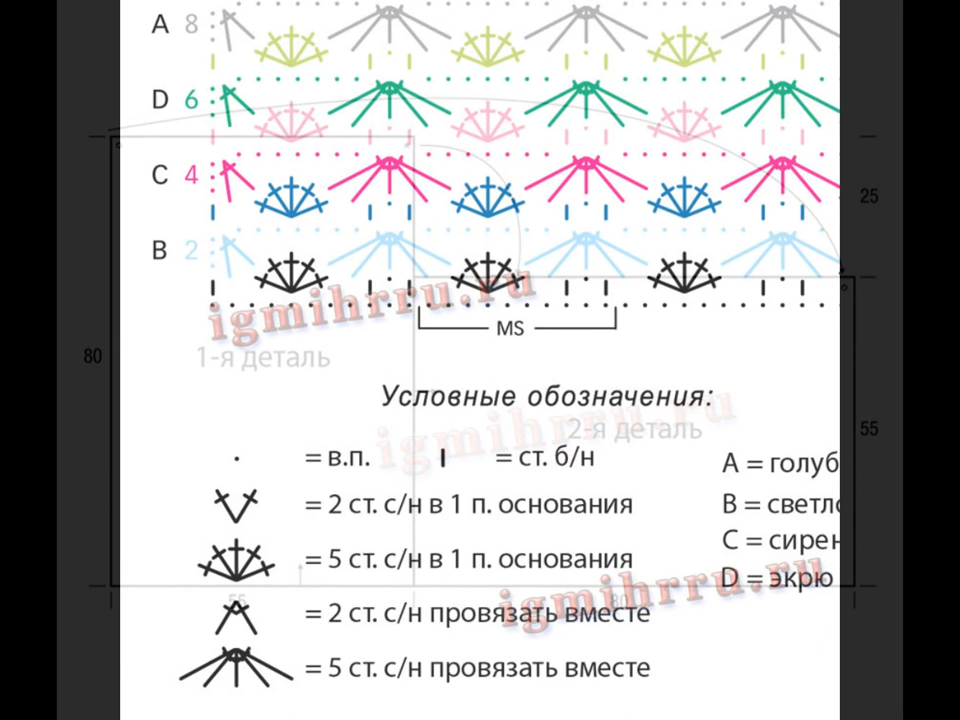 A 8
D 6
C 4
25
B 2
igmihrru.ru
MS
1-я деталь
80
Условные обозначения:
igmihrru.ru
2-я деталь
55
= в.п.
= ст. б/н
A = голуб
= 2 ст. с/н в 1 п. основания
B = светло
C = сирен
= 5 ст. с/н в 1 п. основания
D = экрю
igmihrru.ru
55
80
= 2 ст. с/н провязать вместе
= 5 ст. с/н провязать вместе